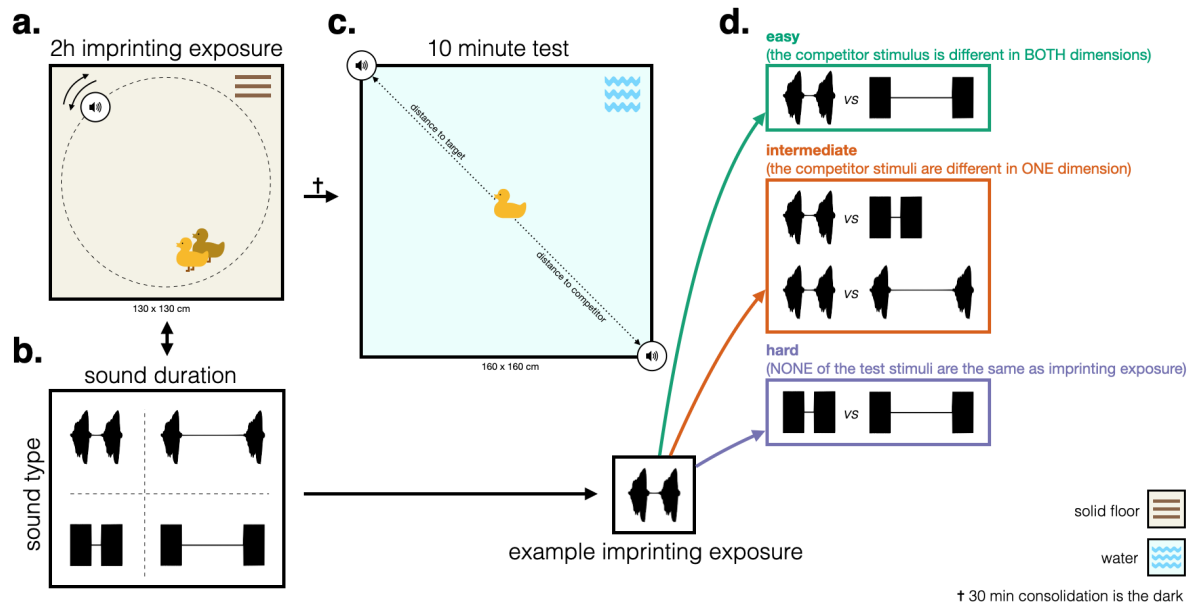 a.
2h imprinting exposure
130 x 130 cm
b.
sound duration
sound type
c.
10 minute test
†
distance to target
distance to competitor
160 x 160 cm
example imprinting exposure
d.
easy
(the competitor stimulus is different in BOTH dimensions)
vs
intermediate
(the competitor stimuli are different in ONE dimension)
vs
vs
hard
(NONE of the test stimuli are the same as imprinting exposure)
vs
solid floor
water
† 30 min consolidation is the dark